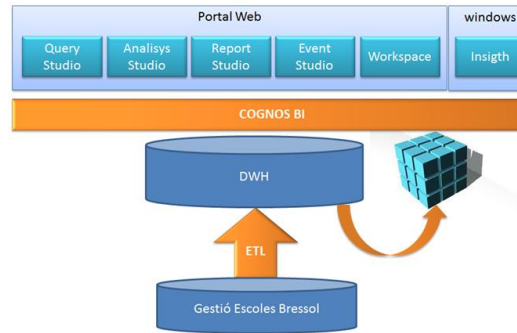 Portal Web
windows
Query
Studio
Analisys
Studio
Report
Studio
Event
Studio
Workspace
Insigth
COGNOS BI
DWH
ETL
Gestió Escoles Bressol